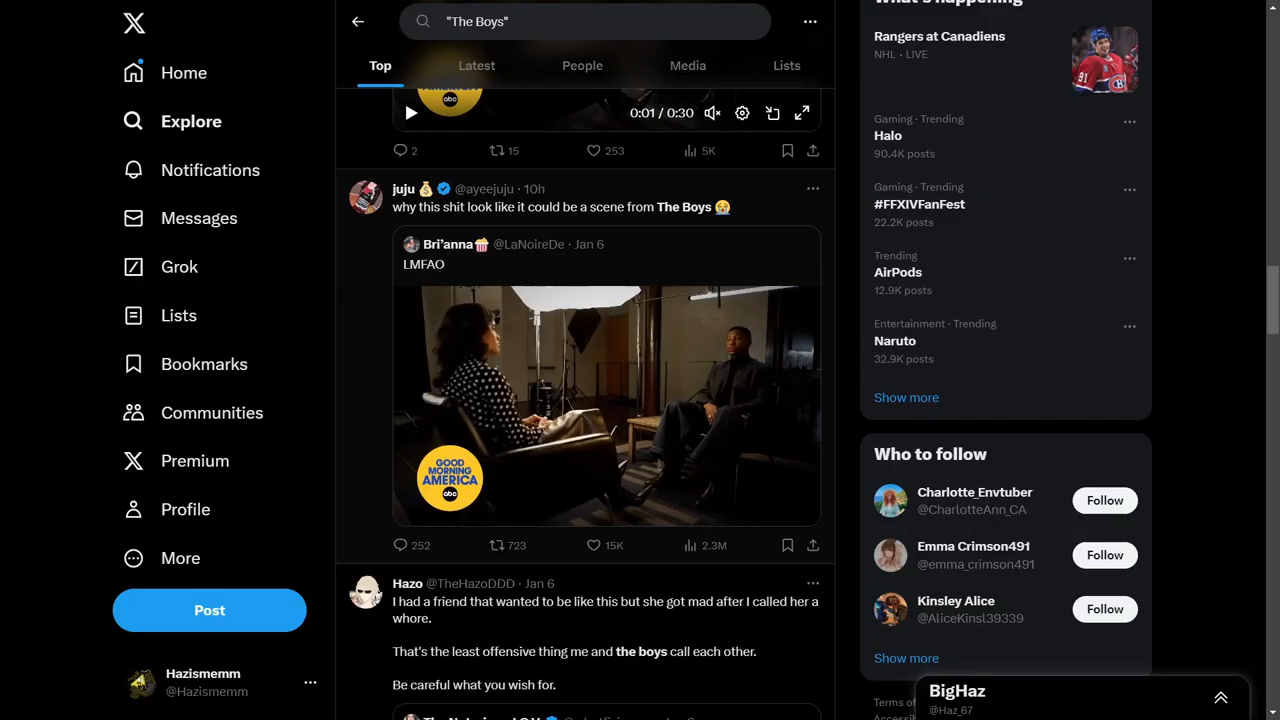 Home
Explore
Notifications
Messages
Grok
Lists
Bookmarks
Communities
Premium
Profile
More
Post
Hazismemm
@Hazismemm
"The Boys"
Top
Latest
People
Media
Lists
abc
0:01 / 0:30
2
15
253
5K
juju @ayeejuju · 10h
why this shit look like it could be a scene from The Boys 😭
Bri'anna🍿 @LaNoireDe · Jan 6
LMFAO
GOOD
MORNING
AMERICA
abc
252
723
15K
2.3M
Hazo @TheHazoDDD · Jan 6
I had a friend that wanted to be like this but she got mad after I called her a
whore.
That's the least offensive thing me and the boys call each other.
Be careful what you wish for.
What's happening
Rangers at Canadiens
NHL · LIVE
Gaming · Trending
Halo
90.4K posts
Gaming · Trending
#FFXIVFanFest
22.2K posts
Trending
AirPods
12.9K posts
Entertainment · Trending
Naruto
32.9K posts
Show more
Who to follow
Charlotte_Envtuber
@CharlotteAnn_CA
Follow
Emma Crimson491
@emma_crimson491
Follow
Kinsley Alice
@AliceKinsl39339
Follow
Show more
Terms of
BigHaz
@Haz_67